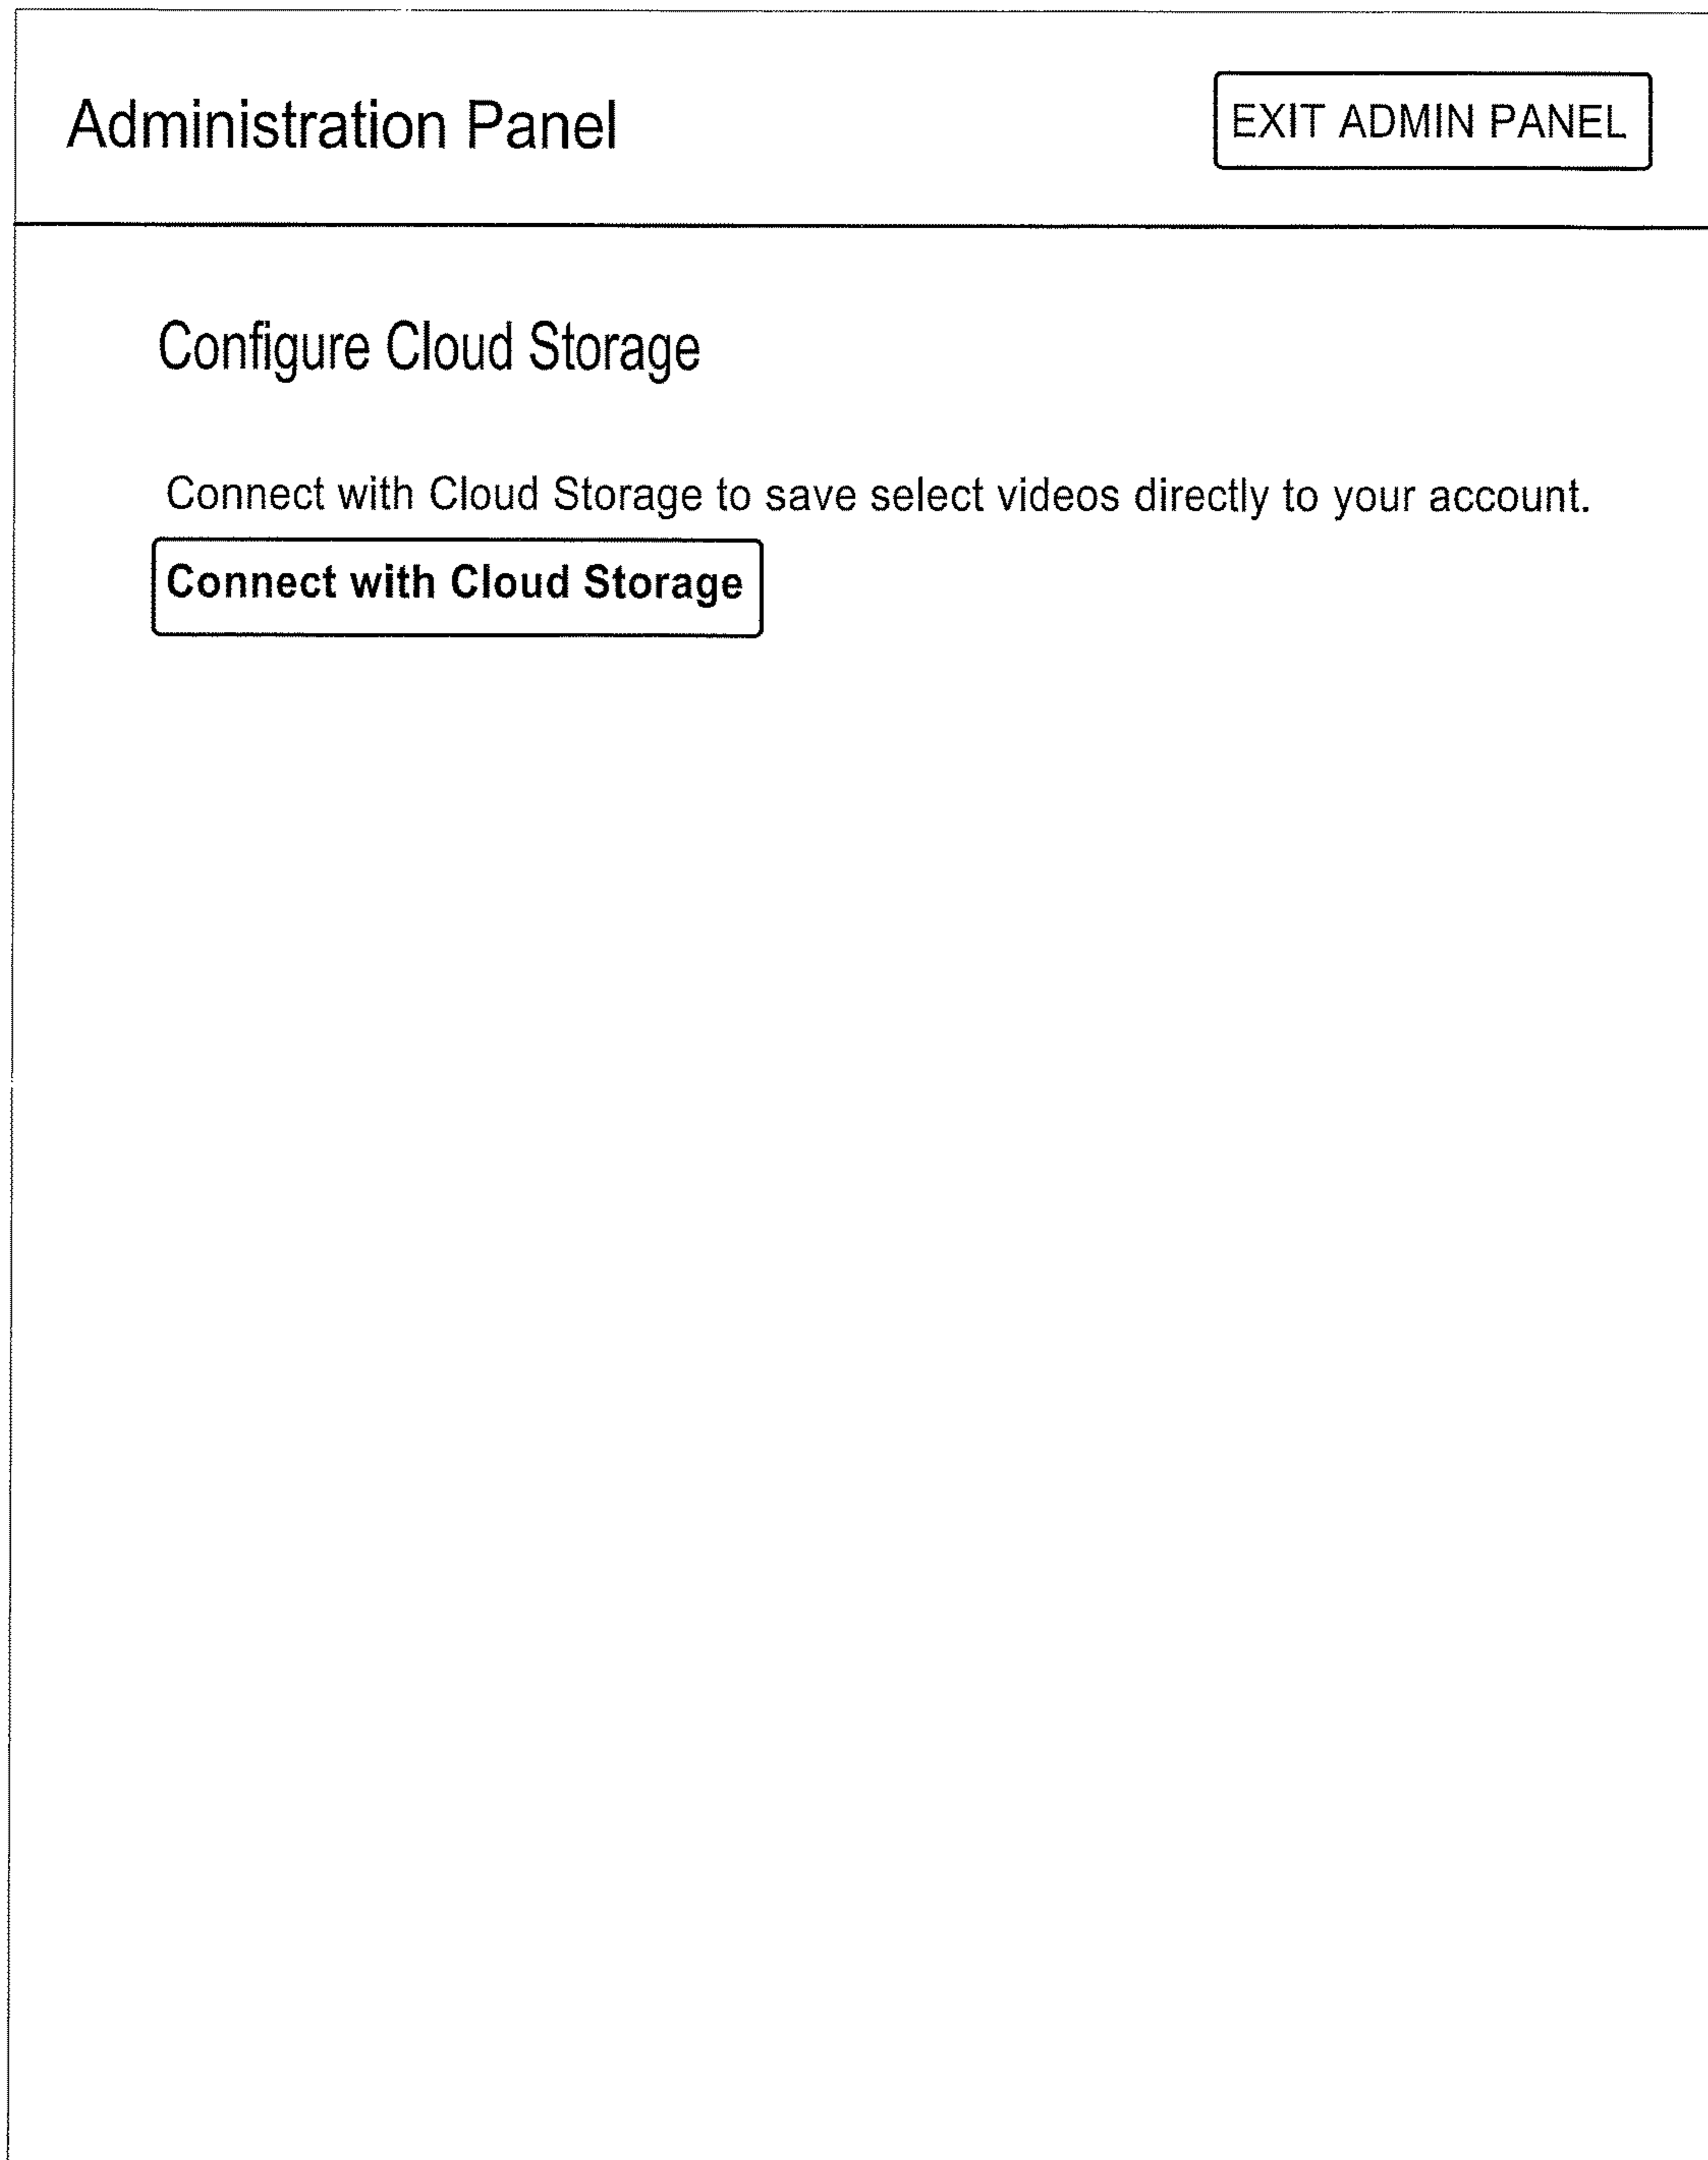 Administration Panel
EXIT ADMIN PANEL
Configure Cloud Storage
Connect with Cloud Storage to save select videos directly to your account.
Connect with Cloud Storage